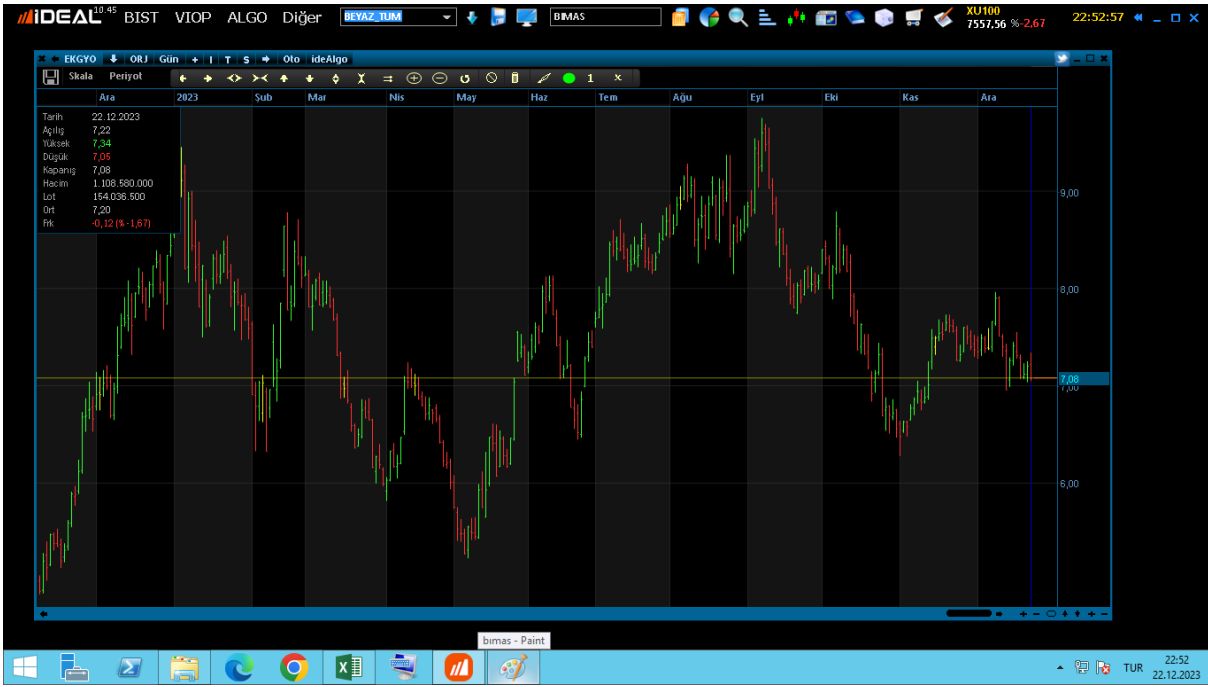 iDEAL 10.45 BIST VIOP ALGO Diğer BEYAZ_TUM BIMAS XU100 22:52:57
7557,56 %-2,67
EKGYO ORJ Gün + I T S Oto ideAlgo
Skala Periyot 1 x
Ara 2023 Şub Mar Nis May Haz Tem Ağu Eyl Eki Kas Ara
Tarih 22.12.2023
Açılış 7,22
Yüksek 7,34
Düşük 7,05
Kapanış 7,08
Hacim 1.108.580.000
Lot 154.036.500
Ort 7,20
Frk -0,12 (% -1,67)
9,00
8,00
7,08
7,00
6,00
bımas - Paint
TUR 22:52
22.12.2023